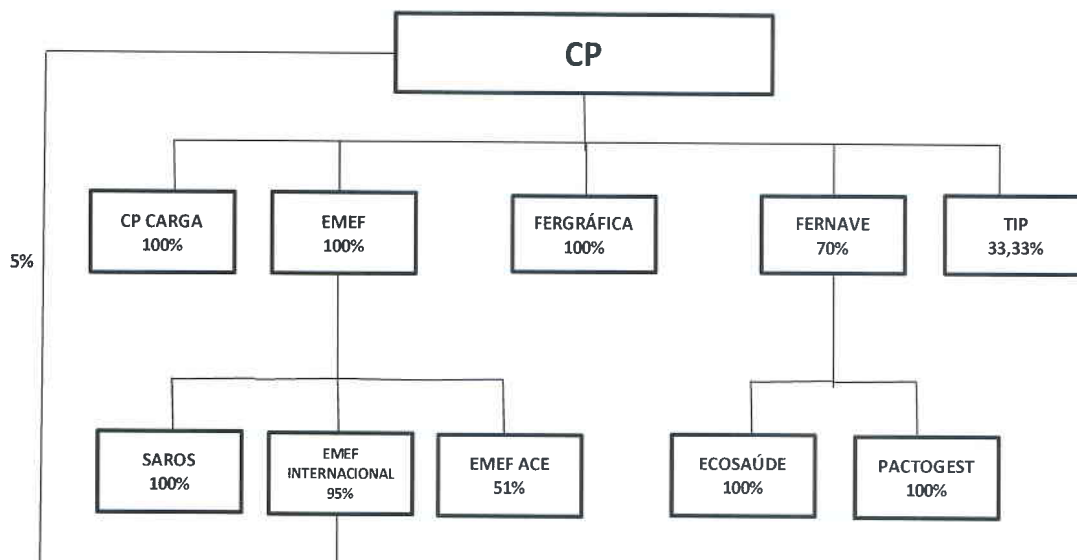 CP
CP CARGA
100%
EMEF
100%
FERGRÁFICA
100%
FERNAVE
70%
TIP
33,33%
5%
SAROS
100%
EMEF
INTERNACIONAL
95%
EMEF ACE
51%
ECOSAÚDE
100%
PACTOGEST
100%